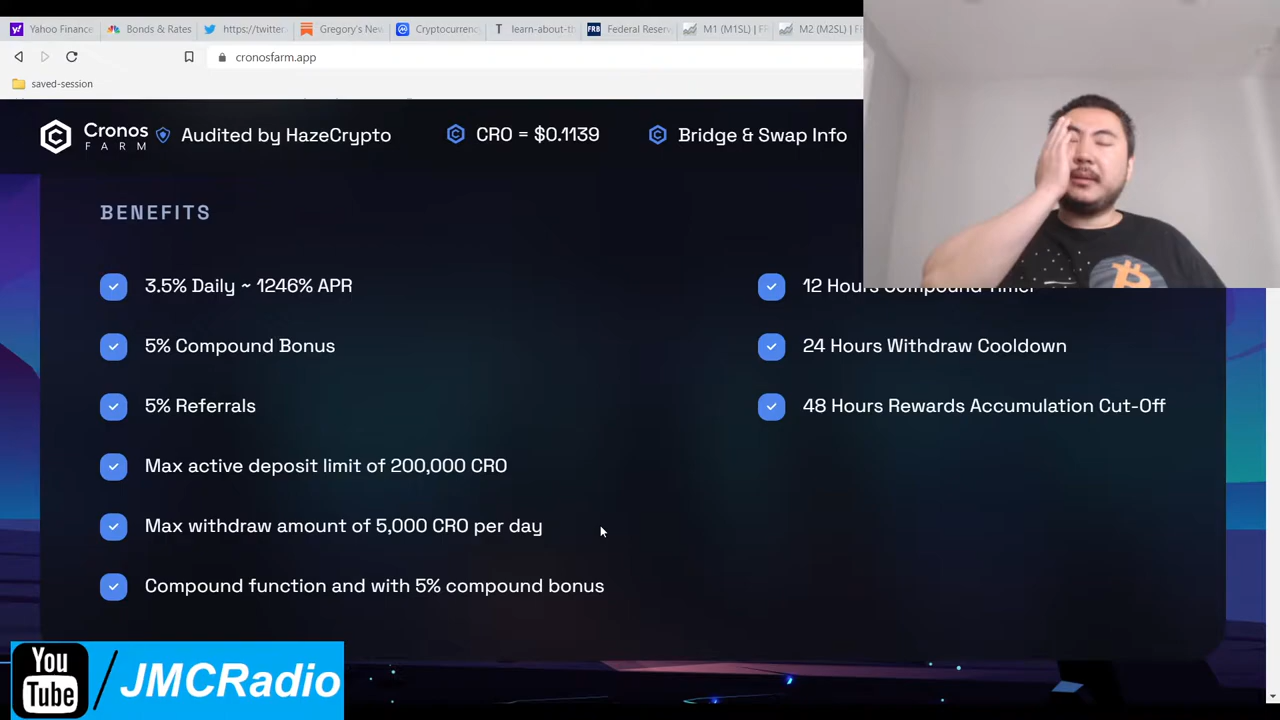 Yahoo Finance
Bonds & Rates
https://twitter
Gregory's New
Cryptocurrenc
learn-about-th
Federal Reserv
M1 (M1SL) | F
M2 (M2SL) | F
cronosfarm.app
saved-session
Cronos
FARM
Audited by HazeCrypto
CRO = $0.1139
Bridge & Swap Info
BENEFITS
3.5% Daily ~ 1246% APR
12 Hours Compound Timer
5% Compound Bonus
24 Hours Withdraw Cooldown
5% Referrals
48 Hours Rewards Accumulation Cut-Off
Max active deposit limit of 200,000 CRO
Max withdraw amount of 5,000 CRO per day
Compound function and with 5% compound bonus
You
Tube
/JMCRadio